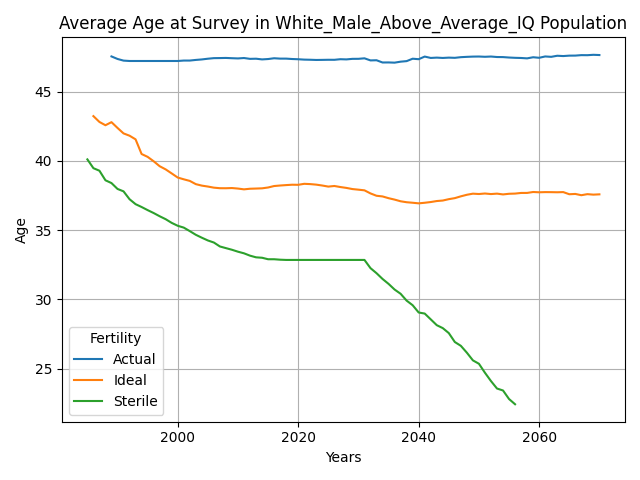 Average Age at Survey in White_Male_Above_Average_IQ Population
Age
45
40
35
30
25
Fertility
Actual
Ideal
Sterile
2000
2020
2040
2060
Years